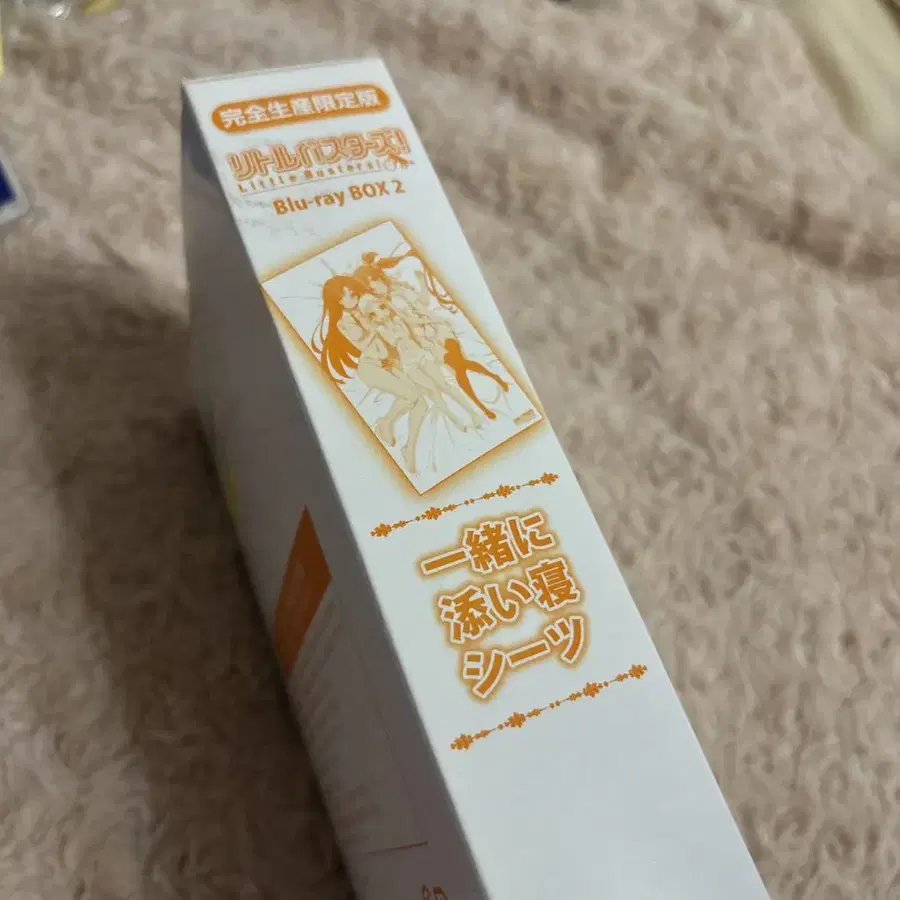 完全生産限定版
リトルバスターズ!
Little Busters!
Blu-ray BOX 2
一緒に
添い寝
シーツ